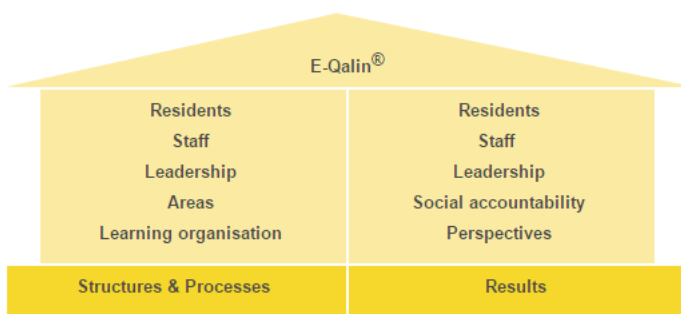 E-Qalin®
Residents
Staff
Leadership
Areas
Learning organisation
Residents
Staff
Leadership
Social accountability
Perspectives
Structures & Processes
Results